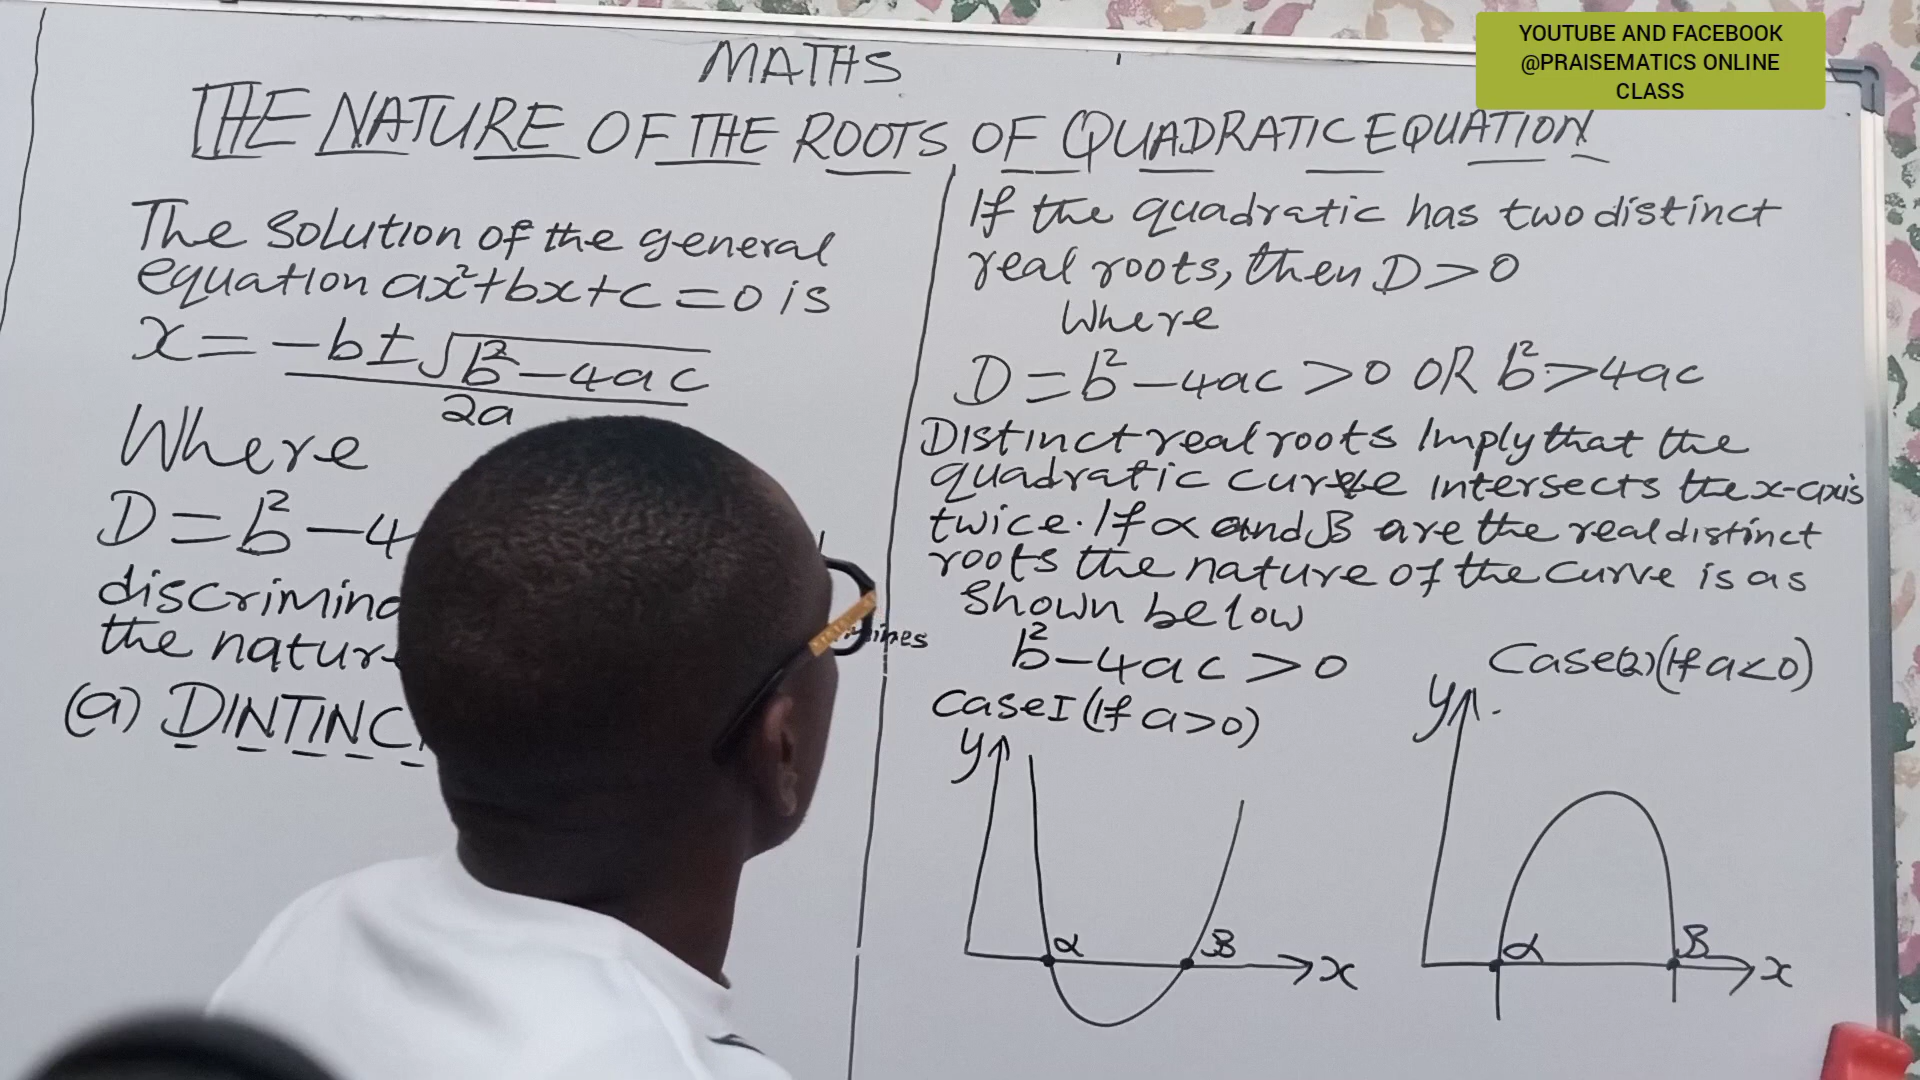 YOUTUBE AND FACEBOOK
@PRAISEMATICS ONLINE
CLASS
MATHS
THE NATURE OF THE ROOTS OF QUADRATIC EQUATION
The solution of the general
equation ax²+bx+c=0 is
x = -b±√b²-4ac
2a
Where
D = b²-4
discrimina
the nature
(a) DINTINC
If the quadratic has two distinct
real roots, then D>0
Where
D = b²-4ac >0 OR b²>4ac
Distinct real roots Imply that the
quadratic curve intersects the x-axis
twice. If α and β are the real distinct
roots the nature of the curve is as
shown below
b²-4ac >0
Case I (If a>0)
y
α
β
x
Case(2)(If a<0)
y
α
β
x